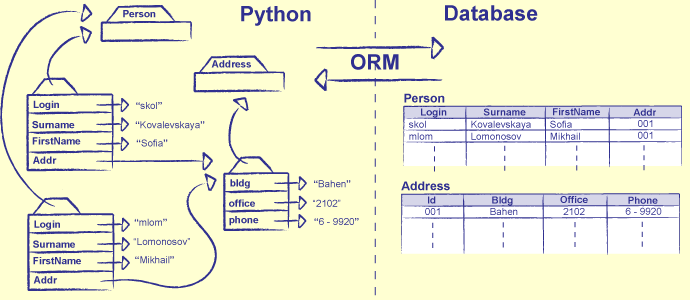 Python
Database
ORM
Person
Address
Login "skol"
Surname "Kovalevskaya"
FirstName "Sofia"
Addr
bldg "Bahen"
office "2102"
phone "6 - 9920"
Login "mlom"
Surname "Lomonosov"
FirstName "Mikhail"
Addr
Person
Login Surname FirstName Addr
skol Kovalevskaya Sofia 001
mlom Lomonosov Mikhail 001
Address
Id Bldg Office Phone
001 Bahen 2102 6 - 9920